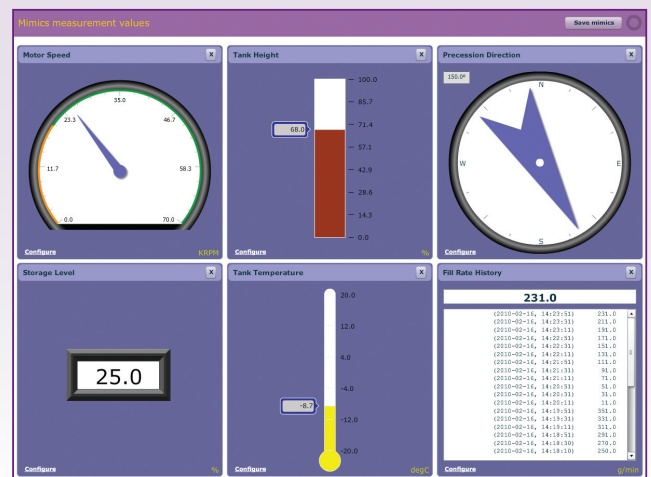 Mimics measurement values
Save mimics
Motor Speed
X
35.0
23.3
46.7
11.7
58.3
0.0
70.0
Configure
KRPM
Tank Height
X
100.0
85.7
71.4
68.0
57.1
42.9
28.6
14.3
0.0
Configure
%
Precession Direction
X
150.0º
N
W
E
S
Configure
Storage Level
X
25.0
Configure
%
Tank Temperature
X
20.0
12.0
4.0
-4.0
-8.7
-12.0
-20.0
Configure
degC
Fill Rate History
X
231.0
(2010-02-16, 14:23:51) 231.0
(2010-02-16, 14:23:31) 211.0
(2010-02-16, 14:23:11) 191.0
(2010-02-16, 14:22:51) 171.0
(2010-02-16, 14:22:31) 151.0
(2010-02-16, 14:22:11) 131.0
(2010-02-16, 14:21:51) 111.0
(2010-02-16, 14:21:31) 91.0
(2010-02-16, 14:21:11) 71.0
(2010-02-16, 14:20:51) 51.0
(2010-02-16, 14:20:31) 31.0
(2010-02-16, 14:20:11) 11.0
(2010-02-16, 14:19:51) 351.0
(2010-02-16, 14:19:31) 331.0
(2010-02-16, 14:19:11) 311.0
(2010-02-16, 14:18:51) 291.0
(2010-02-16, 14:18:30) 270.0
(2010-02-16, 14:18:10) 250.0
Configure
g/min